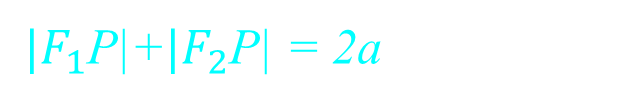 |F₁P|+|F₂P| = 2a